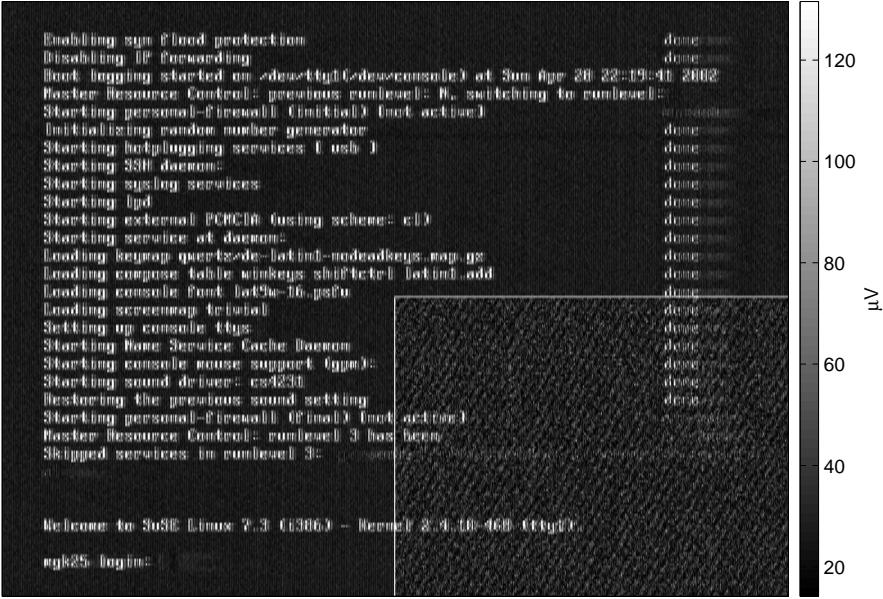 Enabling syn flood protection done
Disabling IP forwarding done
Boot logging started on /dev/tty1(/dev/console) at Sun Apr 28 22:19:41 2002
Master Resource Control: previous runlevel: N, switching to runlevel:
Starting personal-firewall (initial) [not active]
Initializing random number generator done
Starting hotplugging services [ usb ] done
Starting SSH daemon: done
Starting syslog services done
Starting lpd done
Starting external PCMCIA (using scheme: cl) done
Starting service at daemon: done
Loading keymap qwertz/de-latin1-nodeadkeys.map.gz done
Loading compose table winkeys shiftctrl latin1.add done
Loading console font lat9w-16.psfu done
Loading screenmap trivial done
Setting up console ttys done
Starting Name Service Cache Daemon done
Starting console mouse support (gpm): done
Starting sound driver: cs4231 done
Restoring the previous sound setting done
Starting personal-firewall (final) [not active]
Master Resource Control: runlevel 3 has been
Skipped services in runlevel 3:
Welcome to SuSE Linux 7.3 (i386) - Kernel 2.4.10-4GB (tty1).
mgk25 login:
120
100
80
60
40
20
µV